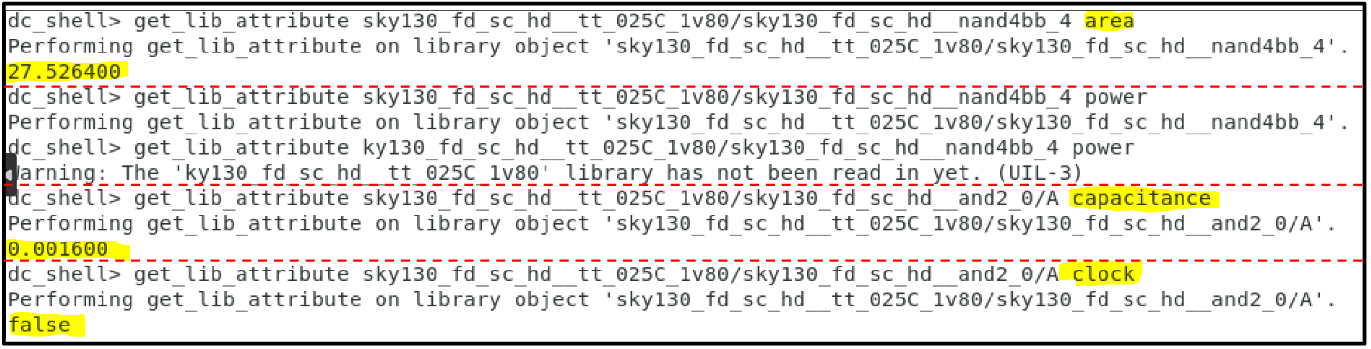 dc_shell> get_lib_attribute sky130_fd_sc_hd__tt_025C_1v80/sky130_fd_sc_hd__nand4bb_4 area
Performing get_lib_attribute on library object 'sky130_fd_sc_hd__tt_025C_1v80/sky130_fd_sc_hd__nand4bb_4'.
27.526400
dc_shell> get_lib_attribute sky130_fd_sc_hd__tt_025C_1v80/sky130_fd_sc_hd__nand4bb_4 power
Performing get_lib_attribute on library object 'sky130_fd_sc_hd__tt_025C_1v80/sky130_fd_sc_hd__nand4bb_4'.
dc_shell> get_lib_attribute ky130_fd_sc_hd__tt_025C_1v80/sky130_fd_sc_hd__nand4bb_4 power
arning: The 'ky130_fd_sc_hd__tt_025C_1v80' library has not been read in yet. (UIL-3)
dc_shell> get_lib_attribute sky130_fd_sc_hd__tt_025C_1v80/sky130_fd_sc_hd__and2_0/A capacitance
Performing get_lib_attribute on library object 'sky130_fd_sc_hd__tt_025C_1v80/sky130_fd_sc_hd__and2_0/A'.
0.001600
dc_shell> get_lib_attribute sky130_fd_sc_hd__tt_025C_1v80/sky130_fd_sc_hd__and2_0/A clock
Performing get_lib_attribute on library object 'sky130_fd_sc_hd__tt_025C_1v80/sky130_fd_sc_hd__and2_0/A'.
false